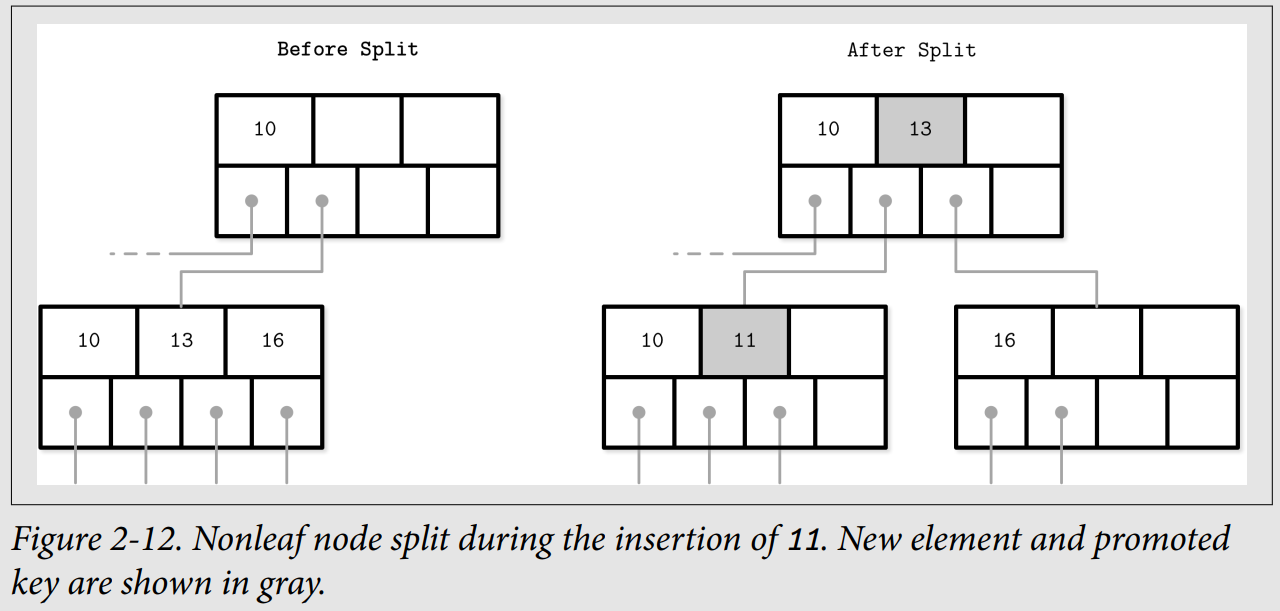 Before Split
After Split
10
10 13
10 13 16
10 11
16
Figure 2-12. Nonleaf node split during the insertion of 11. New element and promoted
key are shown in gray.